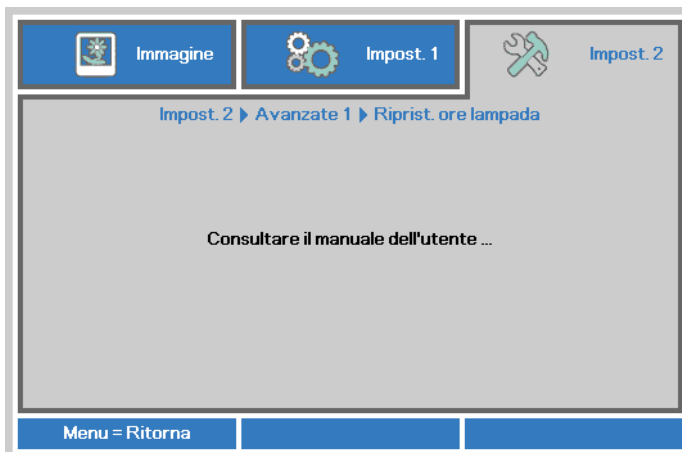 Immagine
Impost. 1
Impost. 2
Impost. 2 ▶ Avanzate 1 ▶ Riprist. ore lampada
Consultare il manuale dell'utente ...
Menu = Ritorna